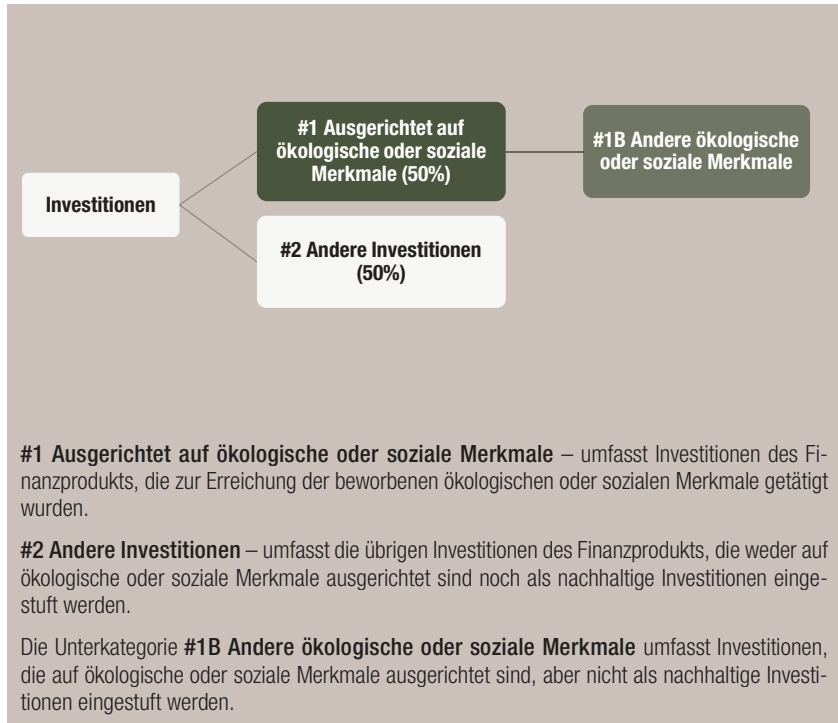 #1 Ausgerichtet auf
ökologische oder soziale
Merkmale (50%)
#1B Andere ökologische
oder soziale Merkmale
Investitionen
#2 Andere Investitionen
(50%)
#1 Ausgerichtet auf ökologische oder soziale Merkmale – umfasst Investitionen des Fi-
nanzprodukts, die zur Erreichung der beworbenen ökologischen oder sozialen Merkmale getätigt
wurden.
#2 Andere Investitionen – umfasst die übrigen Investitionen des Finanzprodukts, die weder auf
ökologische oder soziale Merkmale ausgerichtet sind noch als nachhaltige Investitionen einge-
stuft werden.
Die Unterkategorie #1B Andere ökologische oder soziale Merkmale umfasst Investitionen,
die auf ökologische oder soziale Merkmale ausgerichtet sind, aber nicht als nachhaltige Investi-
tionen eingestuft werden.